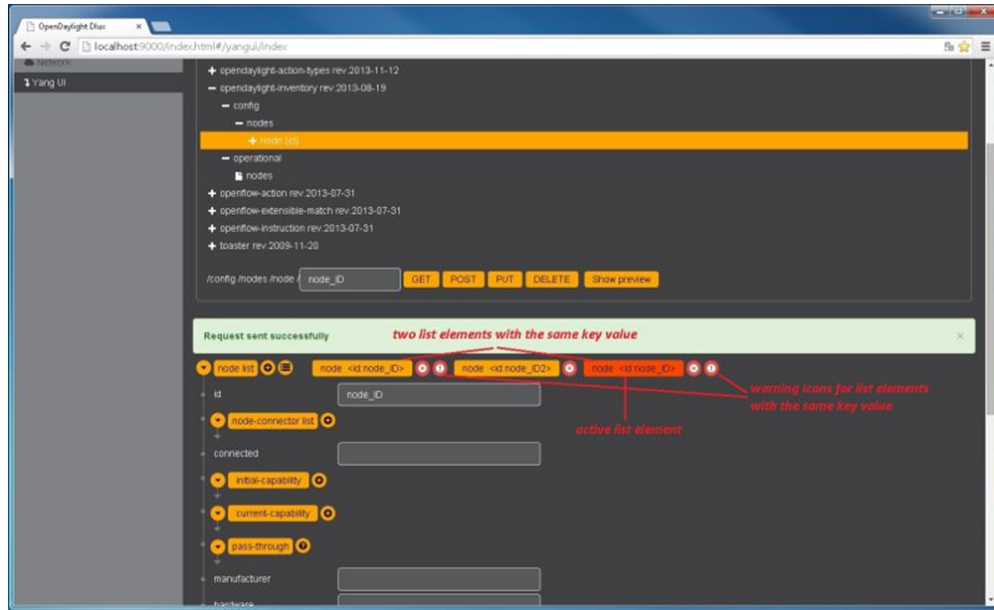 OpenDaylight Dlux
localhost:9000/index.html#/yangui/index
Network
Yang UI
opendaylight-action-types rev.2013-11-12
opendaylight-inventory rev.2013-08-19
config
nodes
node {id}
operational
nodes
openflow-action rev.2013-07-31
openflow-extensible-match rev.2013-07-31
openflow-instruction rev.2013-07-31
toaster rev.2009-11-20
/config /nodes /node / node_ID GET POST PUT DELETE Show preview
Request sent successfully two list elements with the same key value
node list node <id:node_ID> node <id:node_ID2> node <id:node_ID>
warning icons for list elements
with the same key value
id node_ID
node-connector list
active list element
connected
initial-capability
current-capability
pass-through
manufacturer
hardware